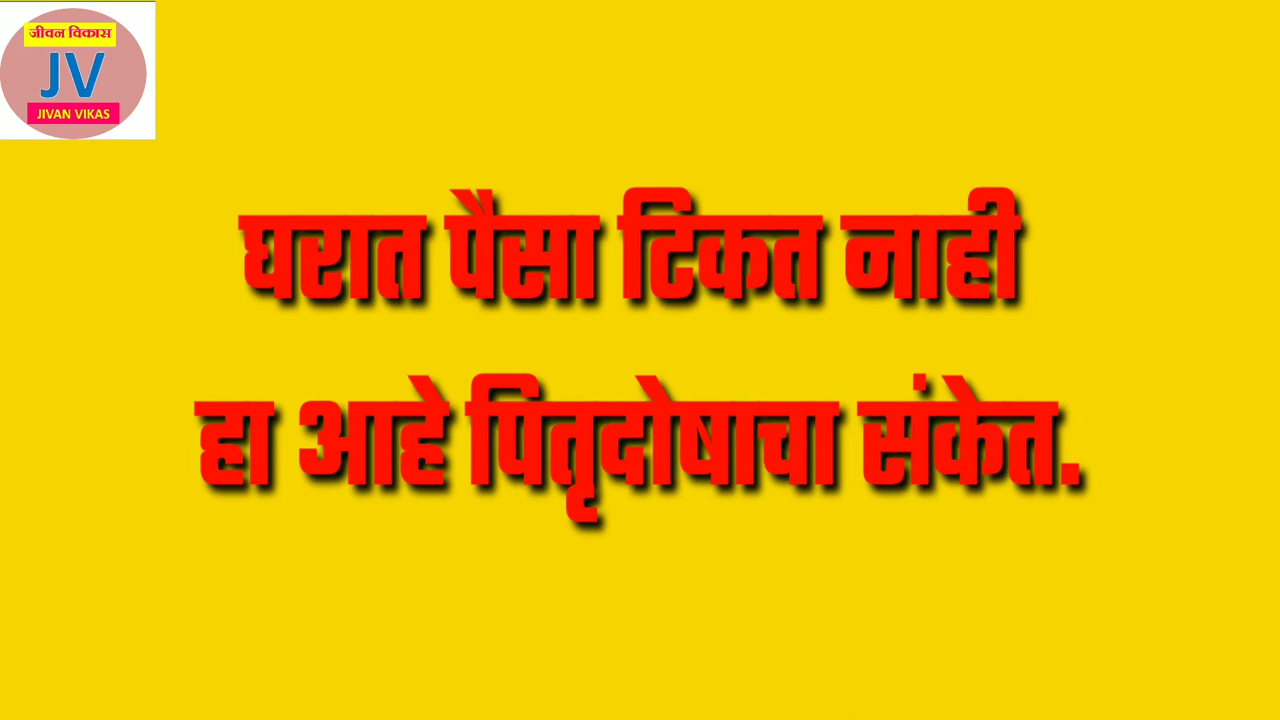 जीवन विकास
JV
JIVAN VIKAS
घरात पैसा टिकत नाही
हा आहे पितृदोषाचा संकेत.